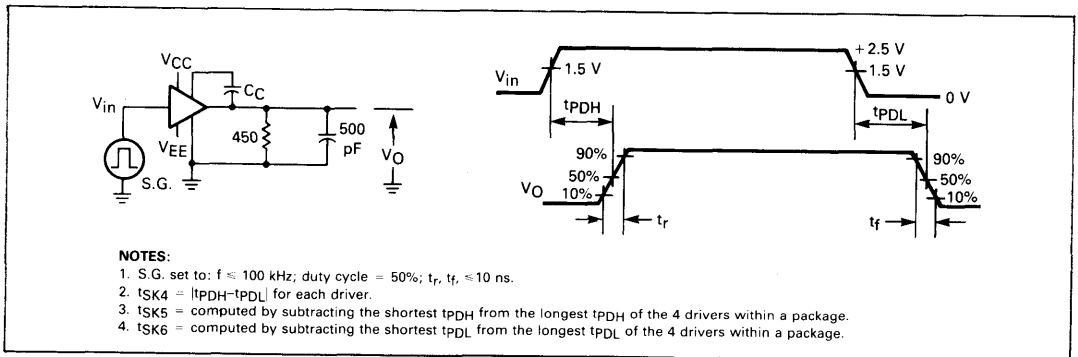 VCC
CC
Vin
VEE
450
500
pF
VO
S.G.
Vin
1.5 V
+2.5 V
1.5 V
0 V
tPDH
tPDL
90%
50%
10%
VO
tr
90%
50%
10%
tf
NOTES:
1. S.G. set to: f ≤ 100 kHz; duty cycle = 50%; tr, tf, ≤10 ns.
2. tSK4 = |tPDH–tPDL| for each driver.
3. tSK5 = computed by subtracting the shortest tPDH from the longest tPDH of the 4 drivers within a package.
4. tSK6 = computed by subtracting the shortest tPDL from the longest tPDL of the 4 drivers within a package.